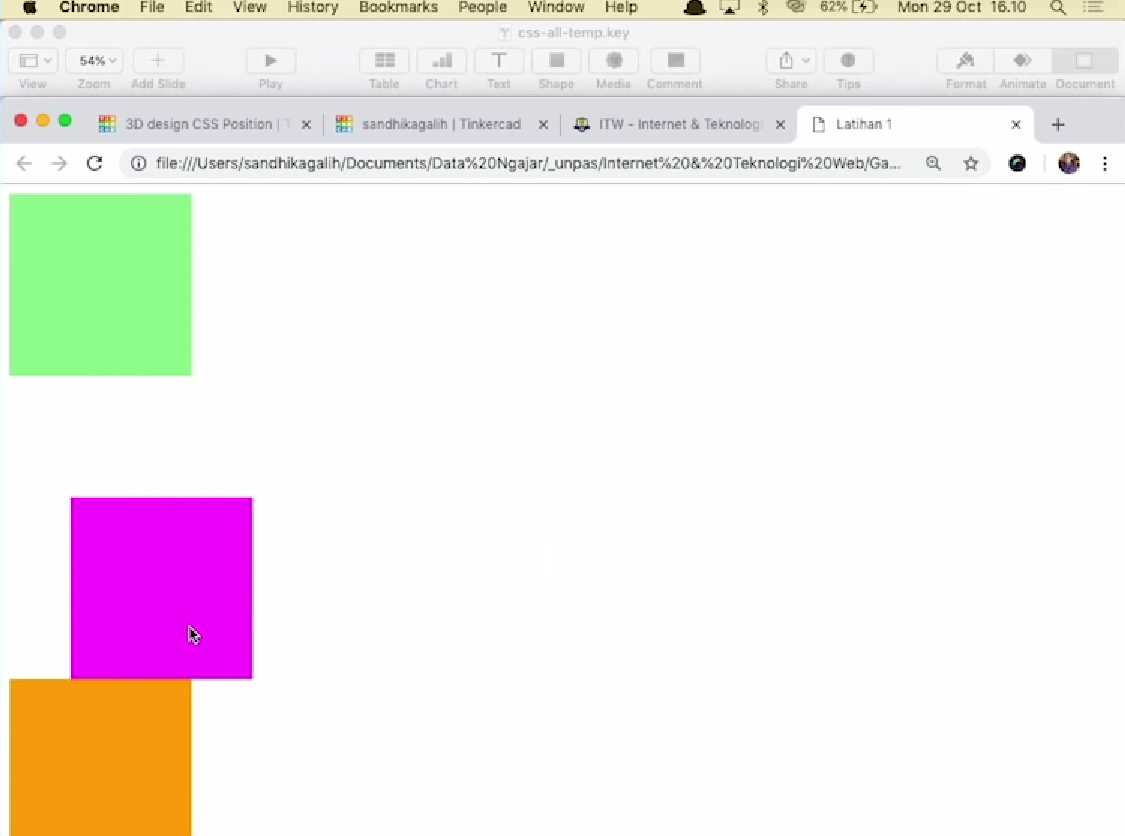 Chrome File Edit View History Bookmarks People Window Help 62% Mon 29 Oct 16.10
css-all-temp.key
54%
View Zoom Add Slide Play Table Chart Text Shape Media Comment Share Tips Format Animate Document
3D design CSS Position | T sandhikagalih | Tinkercad ITW - Internet & Teknologi Latihan 1
file:///Users/sandhikagalih/Documents/Data%20Ngajar/_unpas/Internet%20&%20Teknologi%20Web/Ga...